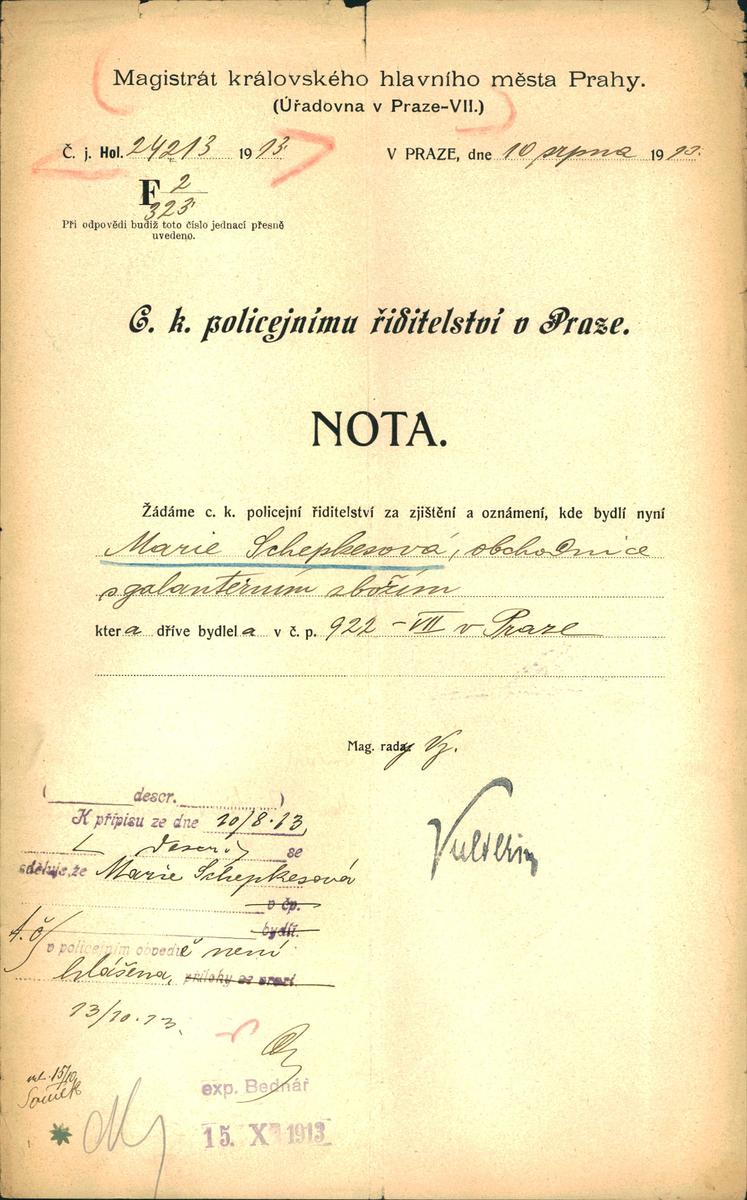 Magistrát královského hlavního města Prahy.
(Úřadovna v Praze-VII.)
Č. j. Hol. 24213 1913
V PRAZE, dne 10 srpna 1913.
F 2
323
Při odpovědi budiž toto číslo jednací přesně
uvedeno.
C. k. policejnímu řiditelství v Praze.
NOTA.
Žádáme c. k. policejní řiditelství za zjištění a oznámení, kde bydlí nyní
Marie Schepkesová, obchodnice
s galanterním zbožím
která dříve bydlela v č. p. 922 – VII v Praze
Mag. rada
( descr. )
K přípisu ze dne 10/8.13,
descr. se
sděluje, že Marie Schepkesová
v čp.
bydlí.
t. č. v policejním obvodě není
hlášena, přílohy se vrací.
13/10.13.
exp. Bednář
15. X 1913